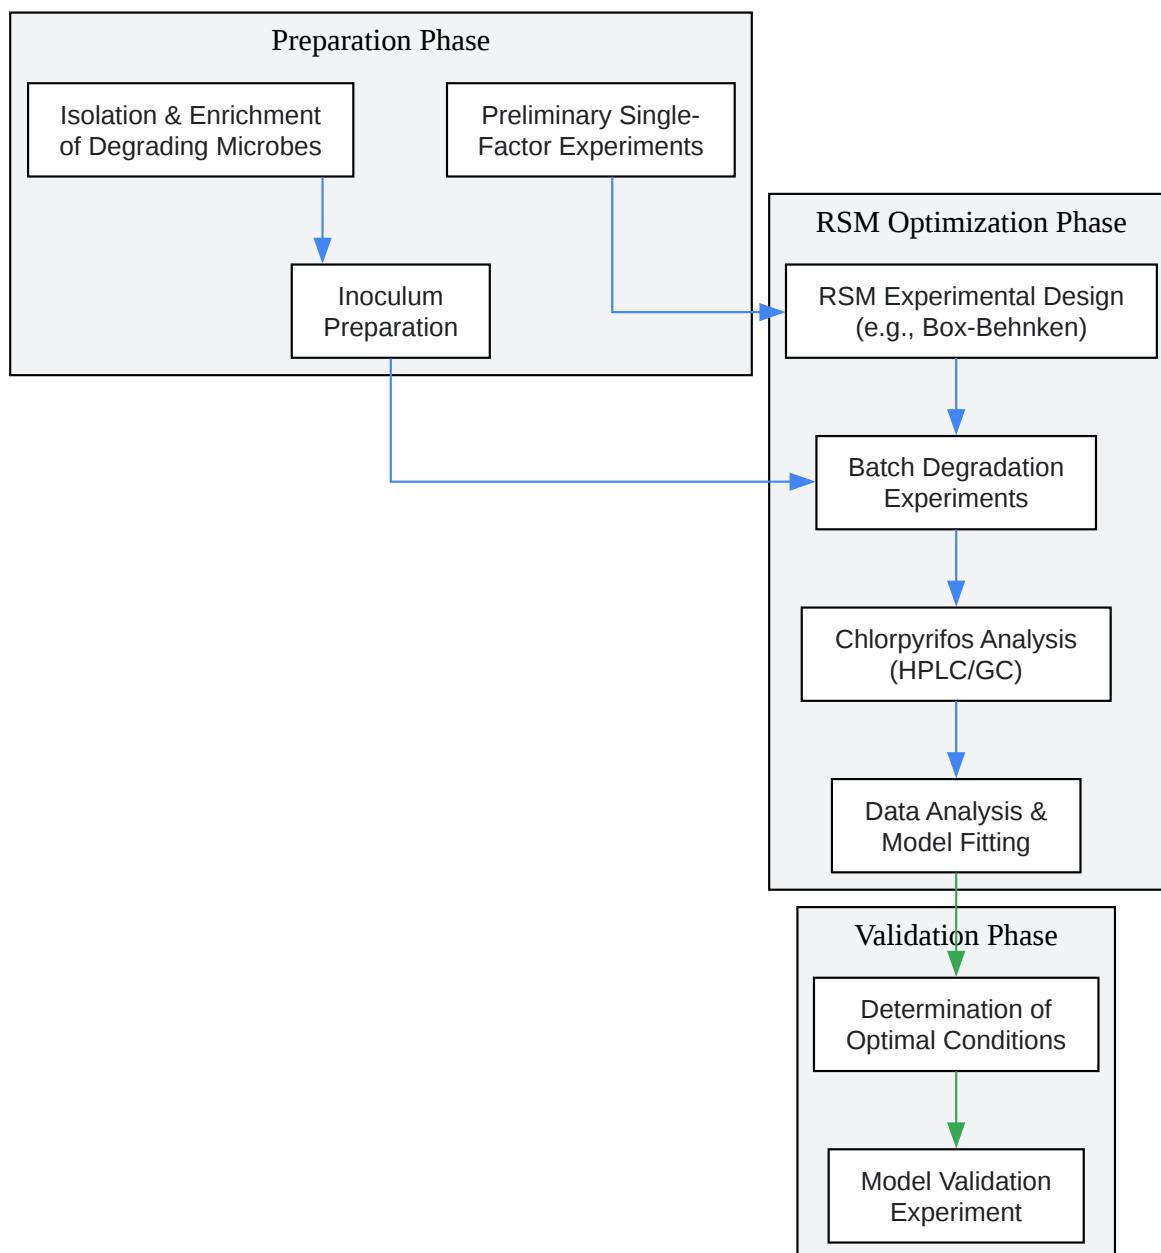 Preparation Phase
Isolation & Enrichment
of Degrading Microbes
Preliminary Single-
Factor Experiments
Inoculum
Preparation
RSM Optimization Phase
RSM Experimental Design
(e.g., Box-Behnken)
Batch Degradation
Experiments
Chlorpyrifos Analysis
(HPLC/GC)
Data Analysis &
Model Fitting
Validation Phase
Determination of
Optimal Conditions
Model Validation
Experiment